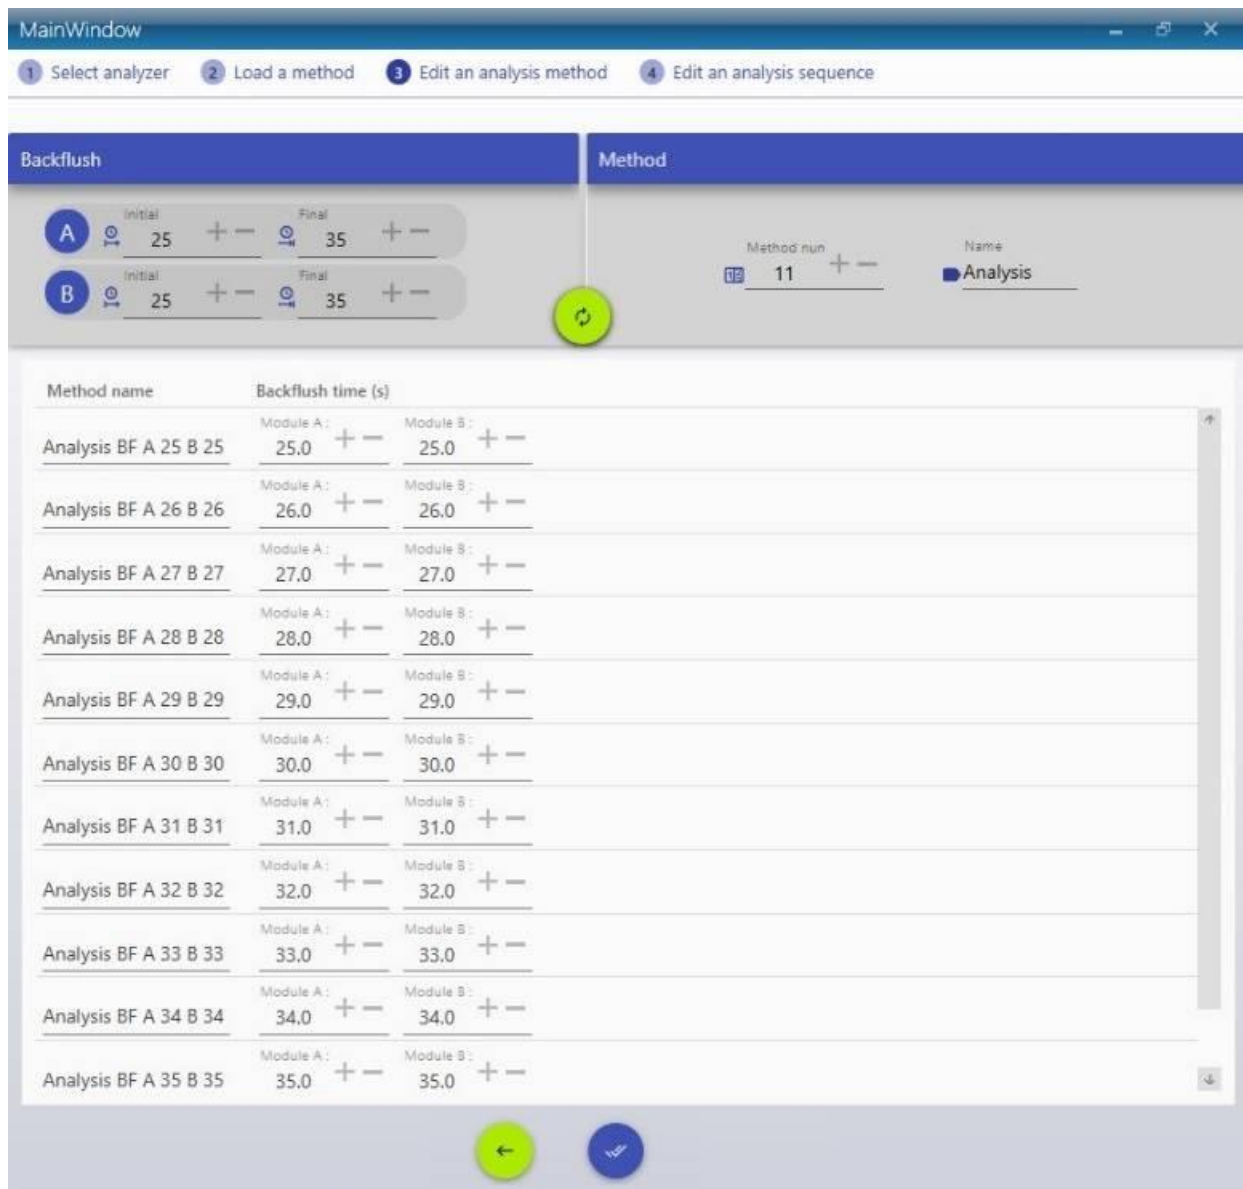 MainWindow
1 Select analyzer 2 Load a method 3 Edit an analysis method 4 Edit an analysis sequence
Backflush Method
A Initial 25 Final 35
B Initial 25 Final 35
Method nun 11 Name Analysis
Method name Backflush time (s)
Analysis BF A 25 B 25 Module A : 25.0 Module B : 25.0
Analysis BF A 26 B 26 Module A : 26.0 Module B : 26.0
Analysis BF A 27 B 27 Module A : 27.0 Module B : 27.0
Analysis BF A 28 B 28 Module A : 28.0 Module B : 28.0
Analysis BF A 29 B 29 Module A : 29.0 Module B : 29.0
Analysis BF A 30 B 30 Module A : 30.0 Module B : 30.0
Analysis BF A 31 B 31 Module A : 31.0 Module B : 31.0
Analysis BF A 32 B 32 Module A : 32.0 Module B : 32.0
Analysis BF A 33 B 33 Module A : 33.0 Module B : 33.0
Analysis BF A 34 B 34 Module A : 34.0 Module B : 34.0
Analysis BF A 35 B 35 Module A : 35.0 Module B : 35.0